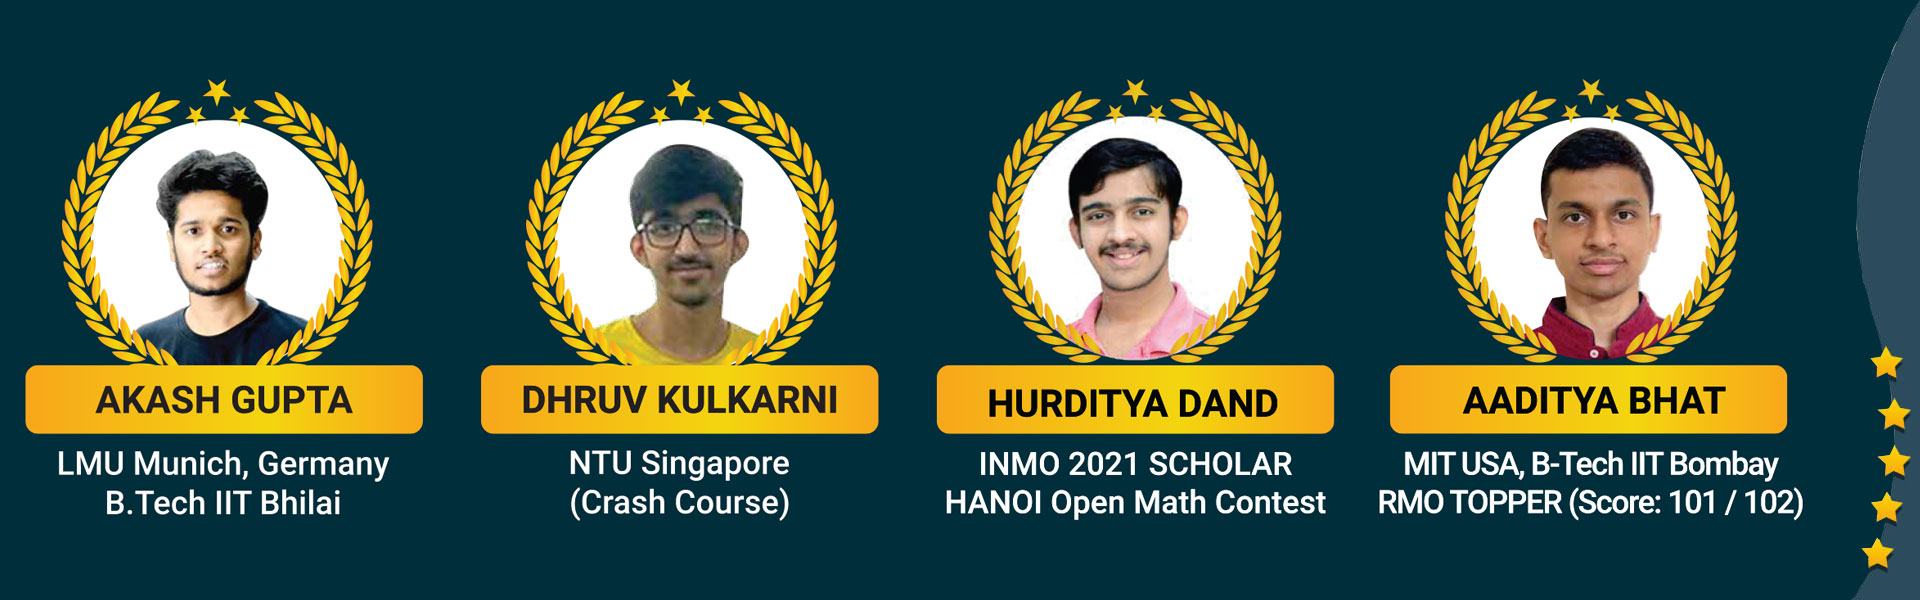 AKASH GUPTA
LMU Munich, Germany
B.Tech IIT Bhilai
DHRUV KULKARNI
NTU Singapore
(Crash Course)
HURDITYA DAND
INMO 2021 SCHOLAR
HANOI Open Math Contest
AADITYA BHAT
MIT USA, B-Tech IIT Bombay
RMO TOPPER (Score: 101 / 102)